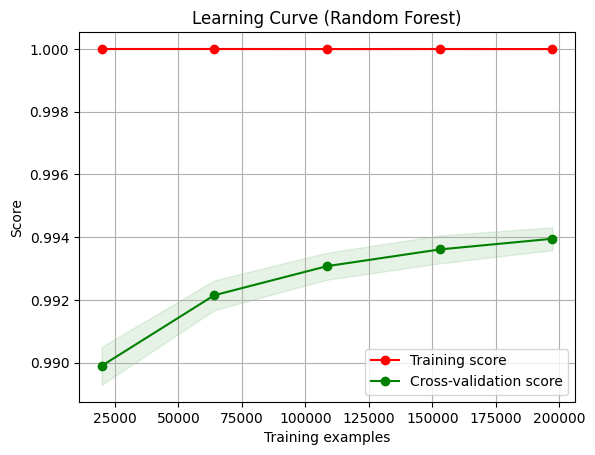 Learning Curve (Random Forest)
1.000
0.998
0.996
0.994
0.992
0.990
Score
Training score
Cross-validation score
25000 50000 75000 100000 125000 150000 175000 200000
Training examples